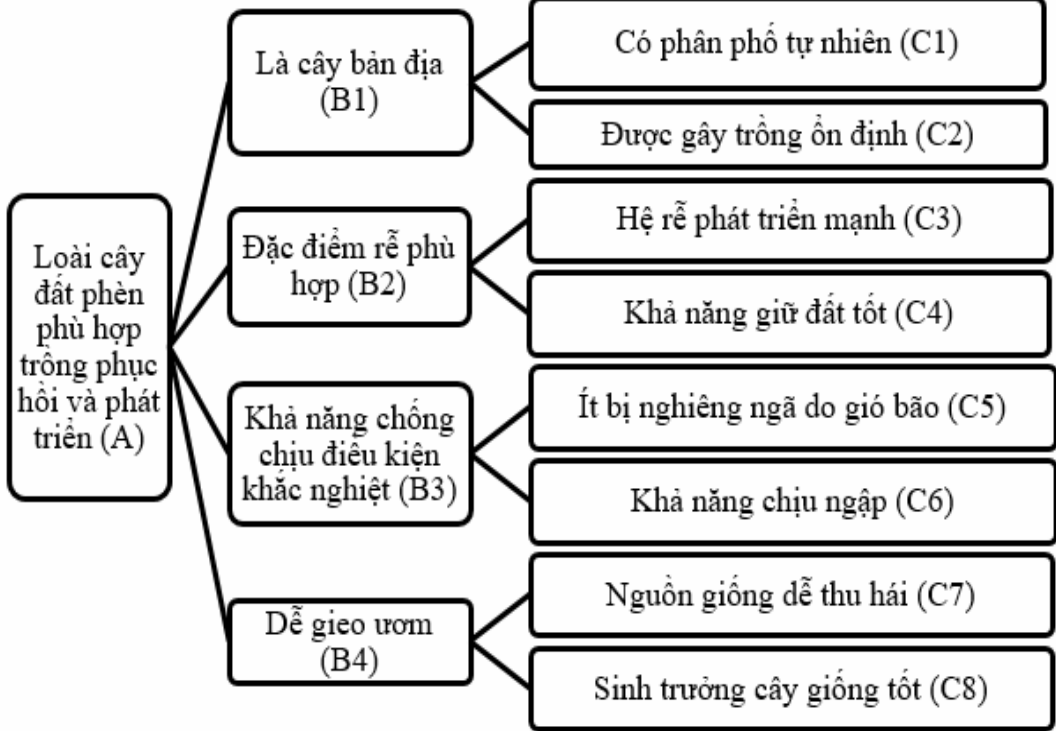 Loài cây
đất phèn
phù hợp
trồng phục
hồi và phát
triển (A)
Là cây bản địa
(B1)
Có phân phố tự nhiên (C1)
Được gây trồng ổn định (C2)
Đặc điểm rễ phù
hợp (B2)
Hệ rễ phát triển mạnh (C3)
Khả năng giữ đất tốt (C4)
Khả năng chống
chịu điều kiện
khắc nghiệt (B3)
Ít bị nghiêng ngã do gió bão (C5)
Khả năng chịu ngập (C6)
Dễ gieo ươm
(B4)
Nguồn giống dễ thu hái (C7)
Sinh trưởng cây giống tốt (C8)